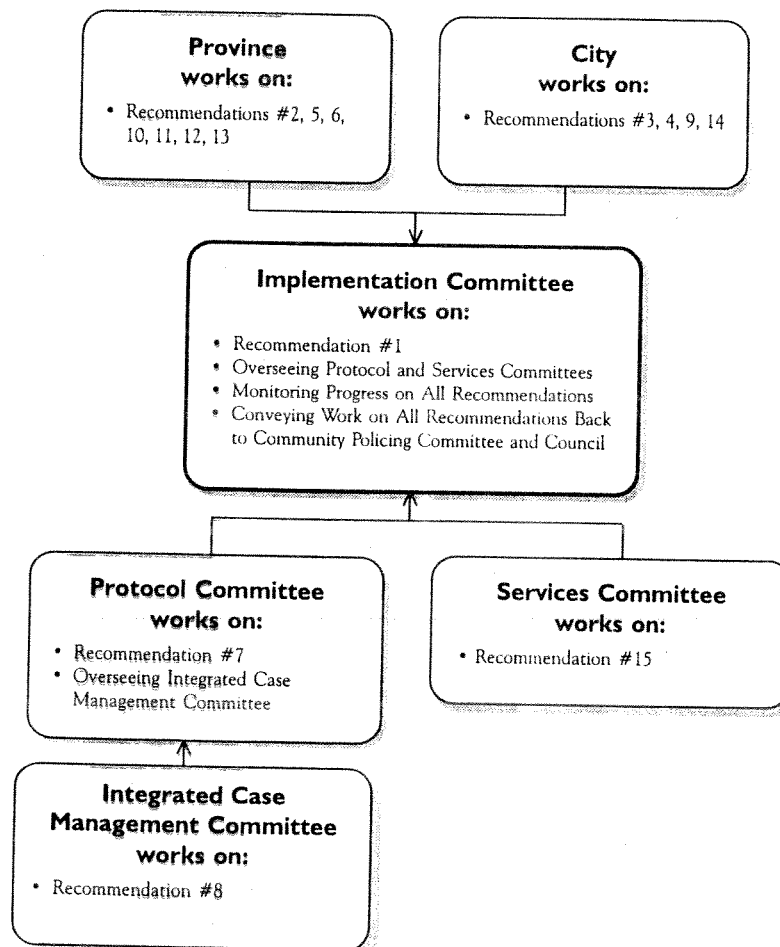 Province
works on:
• Recommendations #2, 5, 6,
10, 11, 12, 13
City
works on:
• Recommendations #3, 4, 9, 14
Implementation Committee
works on:
• Recommendation #1
• Overseeing Protocol and Services Committees
• Monitoring Progress on All Recommendations
• Conveying Work on All Recommendations Back
to Community Policing Committee and Council
Protocol Committee
works on:
• Recommendation #7
• Overseeing Integrated Case
Management Committee
Services Committee
works on:
• Recommendation #15
Integrated Case
Management Committee
works on:
• Recommendation #8